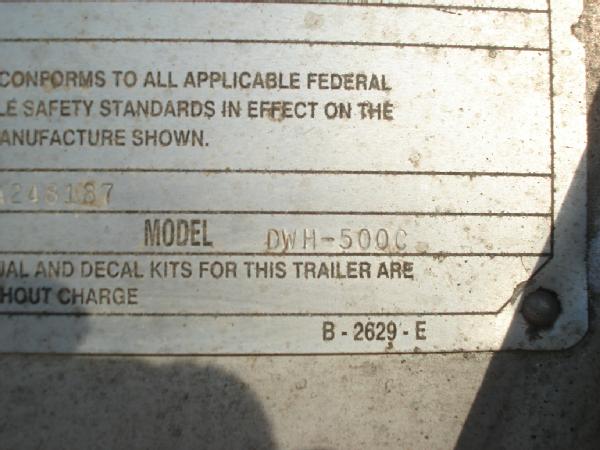 CONFORMS TO ALL APPLICABLE FEDERAL
LE SAFETY STANDARDS IN EFFECT ON THE
ANUFACTURE SHOWN.
A248187
MODEL DWH-500C
UAL AND DECAL KITS FOR THIS TRAILER ARE
HOUT CHARGE
B-2629-E